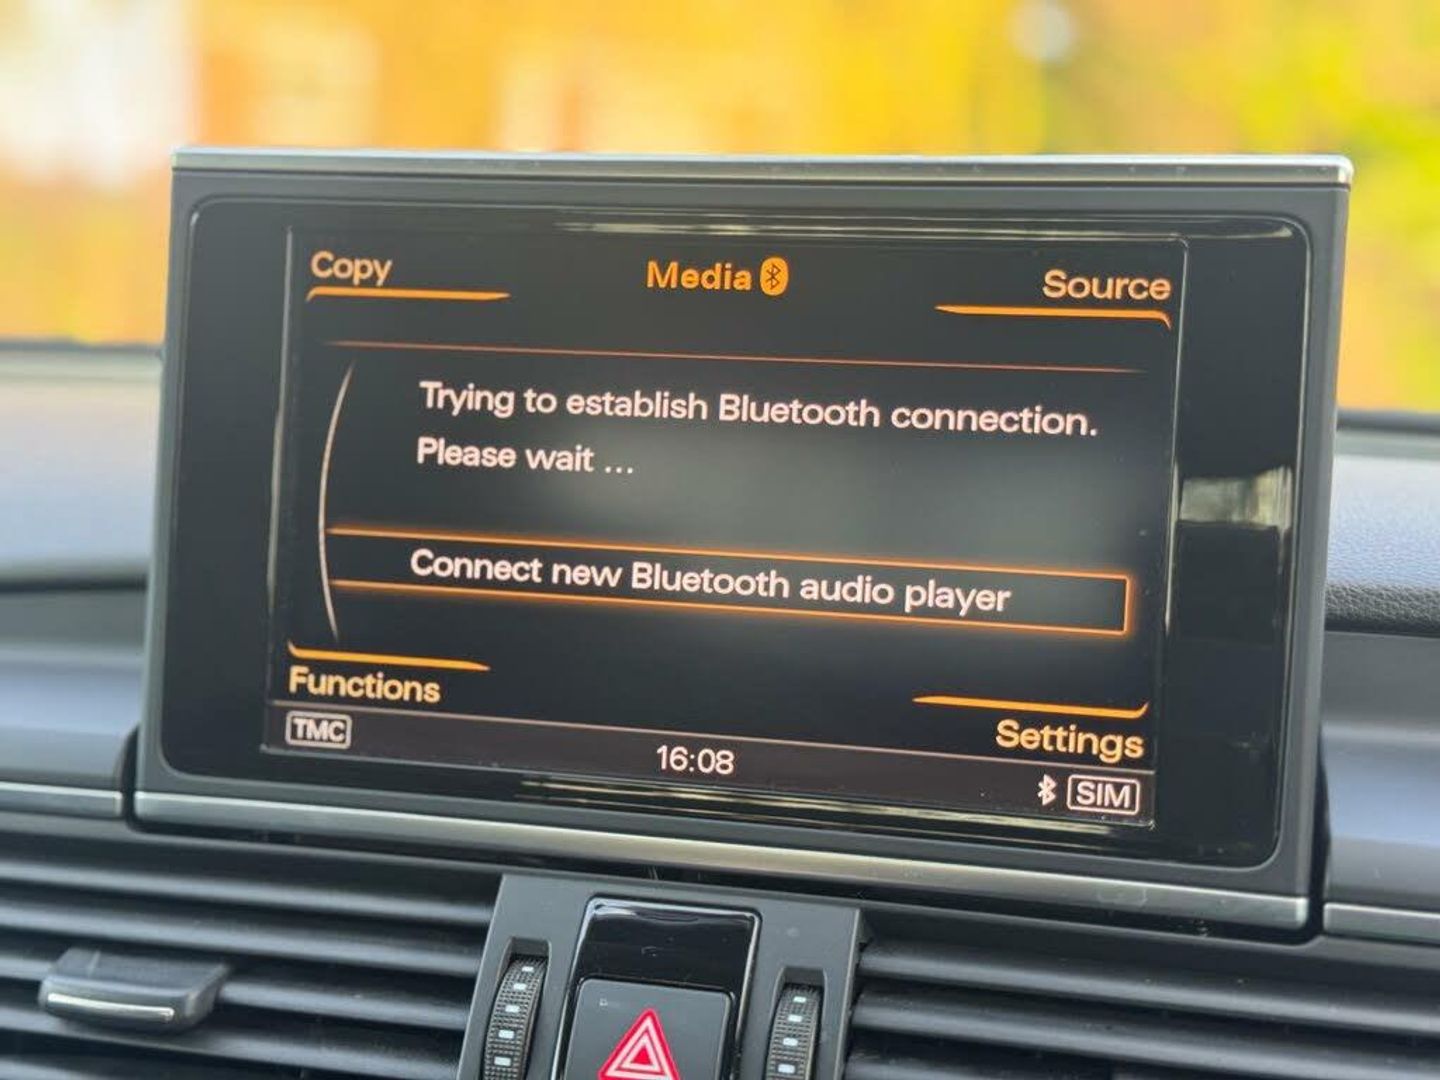 Copy
Media
Source
Trying to establish Bluetooth connection.
Please wait ...
Connect new Bluetooth audio player
Functions
Settings
TMC
16:08
SIM